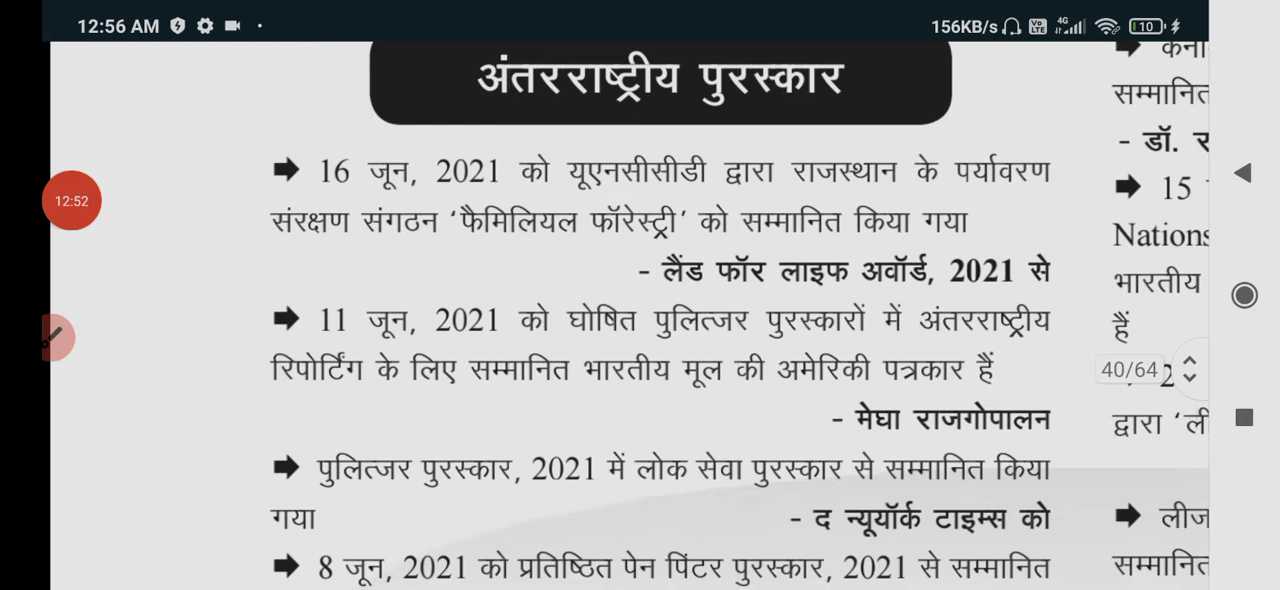 12:56 AM
156KB/s
4G
10
अंतरराष्ट्रीय पुरस्कार
➡ 16 जून, 2021 को यूएनसीसीडी द्वारा राजस्थान के पर्यावरण
संरक्षण संगठन ‘फैमिलियल फॉरेस्ट्री’ को सम्मानित किया गया
- लैंड फॉर लाइफ अवॉर्ड, 2021 से
➡ 11 जून, 2021 को घोषित पुलित्जर पुरस्कारों में अंतरराष्ट्रीय
रिपोर्टिंग के लिए सम्मानित भारतीय मूल की अमेरिकी पत्रकार हैं
- मेघा राजगोपालन
➡ पुलित्जर पुरस्कार, 2021 में लोक सेवा पुरस्कार से सम्मानित किया
गया - द न्यूयॉर्क टाइम्स को
➡ 8 जून, 2021 को प्रतिष्ठित पेन पिंटर पुरस्कार, 2021 से सम्मानित
12:52
सम्मानित
- डॉ.
➡ 15
Nations
भारतीय
हैं
40/64
द्वारा
सम्मानित